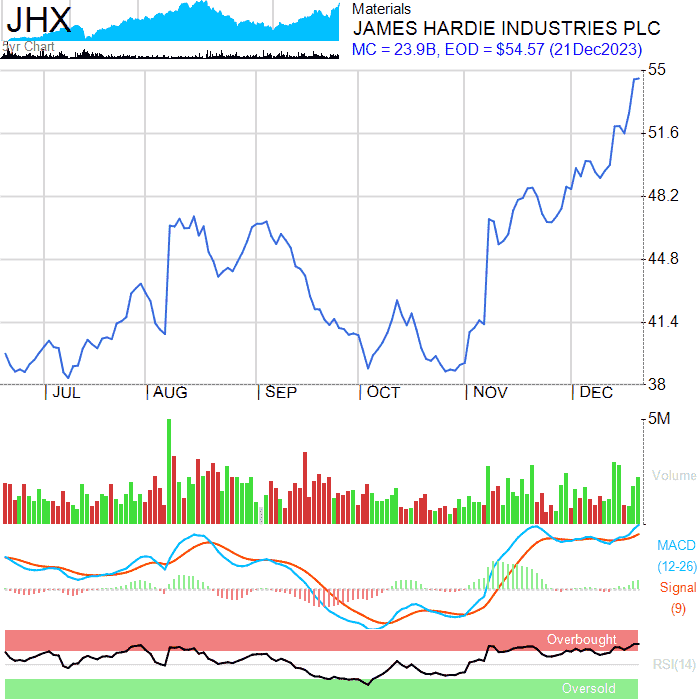 JHX
5yr Chart
Materials
JAMES HARDIE INDUSTRIES PLC
MC = 23.9B, EOD = $54.57 (21Dec2023)
55
51.6
48.2
44.8
41.4
38
JUL AUG SEP OCT NOV DEC
5M
Volume
MACD
(12-26)
Signal
(9)
Overbought
RSI(14)
Oversold